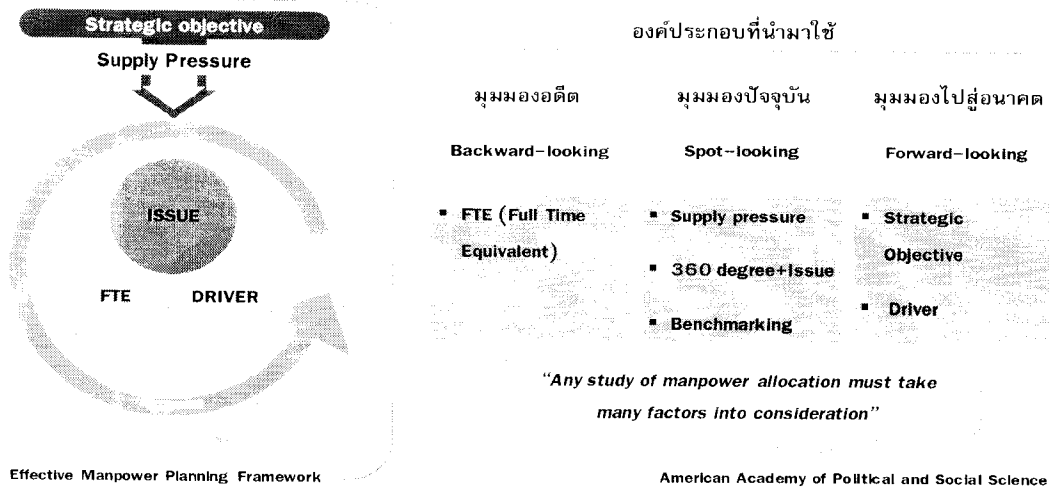 Strategic objective
Supply Pressure
ISSUE
FTE DRIVER
Effective Manpower Planning Framework
องค์ประกอบที่นำมาใช้
มุมมองอดีต มุมมองปัจจุบัน มุมมองไปสู่อนาคต
Backward-looking Spot-looking Forward-looking
▪ FTE (Full Time
Equivalent)
▪ Supply pressure
▪ 360 degree+Issue
▪ Benchmarking
▪ Strategic
Objective
▪ Driver
“Any study of manpower allocation must take
many factors into consideration”
American Academy of Political and Social Science